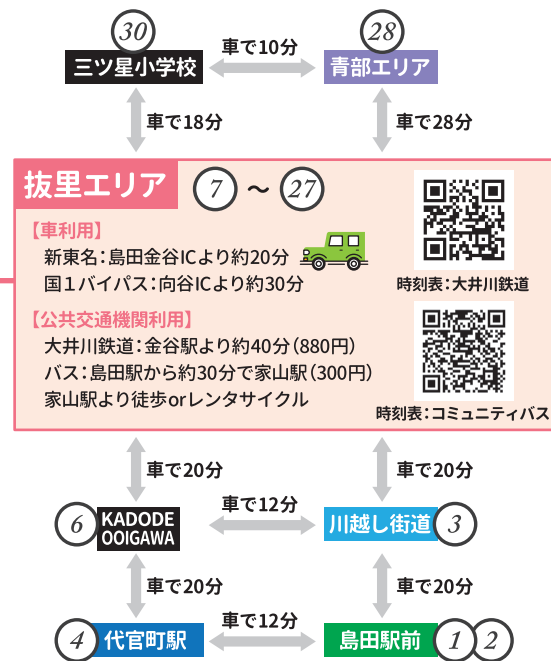 30
28
三ツ星小学校
車で10分
青部エリア
車で18分
車で28分
抜里エリア
7 ～ 27
【車利用】
新東名：島田金谷ICより約20分
国1バイパス：向谷ICより約30分
時刻表：大井川鉄道
【公共交通機関利用】
大井川鉄道：金谷駅より約40分（880円）
バス：島田駅から約30分で家山駅（300円）
家山駅より徒歩orレンタサイクル
時刻表：コミュニティバス
車で20分
車で20分
6
KADODE
OOIGAWA
車で12分
川越し街道
3
車で20分
車で20分
4
代官町駅
車で12分
島田駅前
1
2